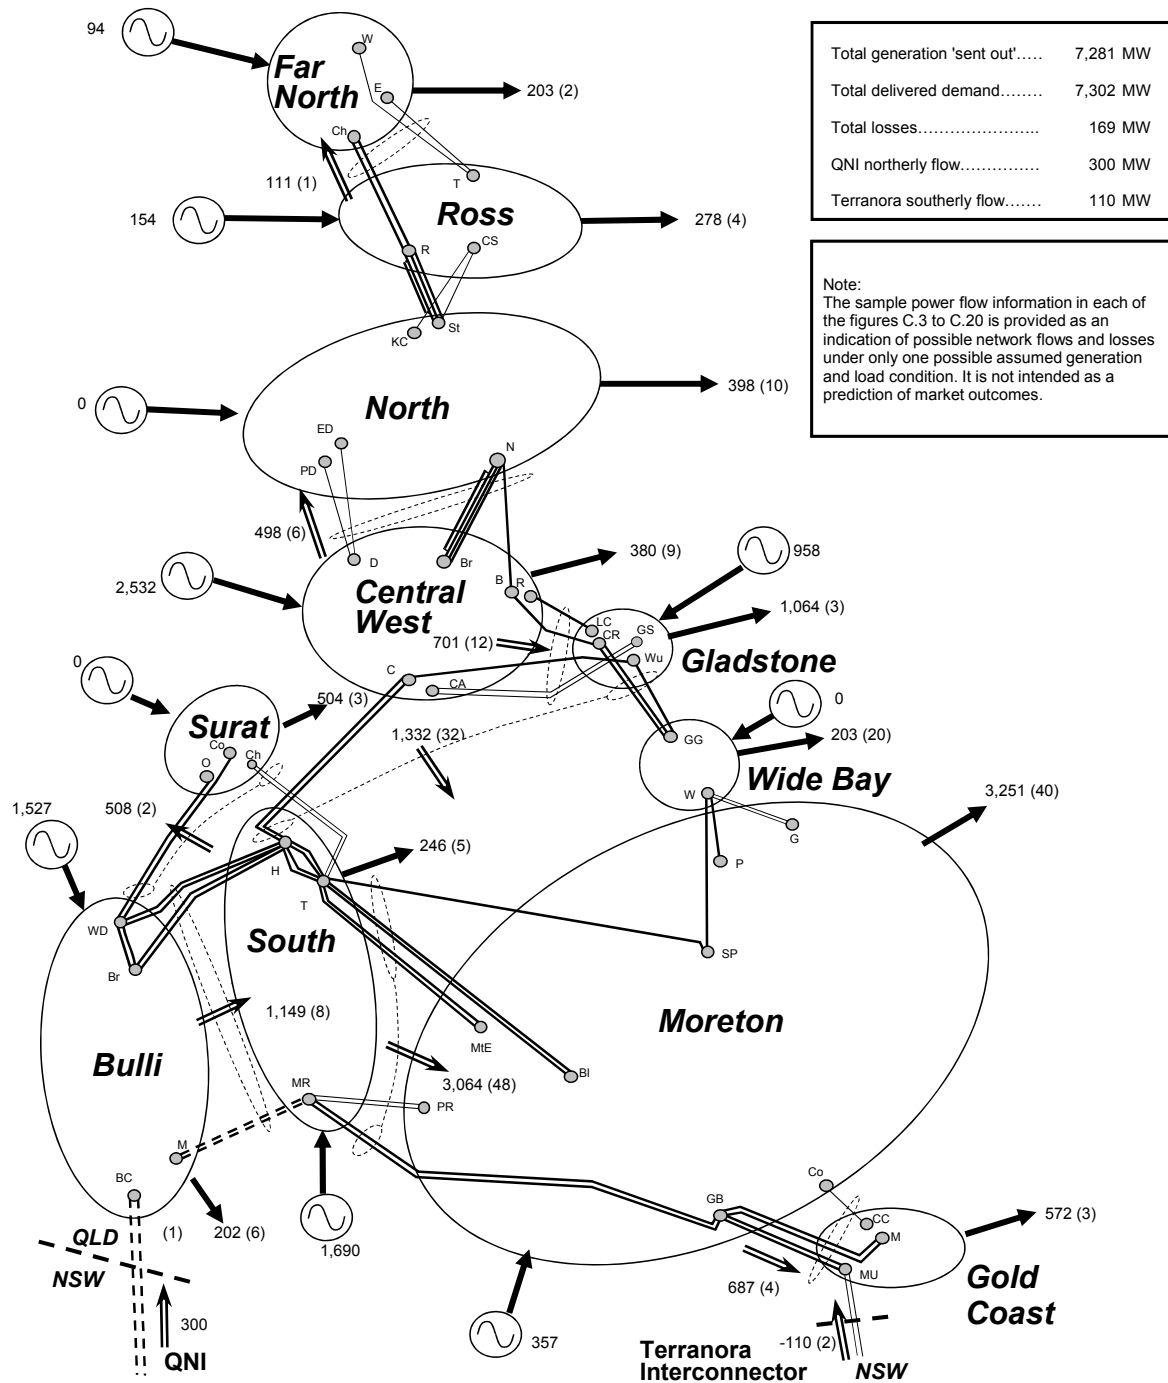 94
W
Far
North
E
203 (2)
Ch
111 (1)
T
154
Ross
278 (4)
R
CS
St
KC
0
North
398 (10)
ED
PD
N
498 (6)
D
Br
380 (9)
958
2,532
Central
West
B
R
1,064 (3)
LC
GS
CR
701 (12)
Wu
Gladstone
C
CA
0
504 (3)
Surat
0
1,332 (32)
GG
203 (20)
Co
Ch
O
Wide Bay
W
1,527
508 (2)
3,251 (40)
G
246 (5)
P
H
T
WD
South
SP
Br
1,149 (8)
Moreton
MtE
Bulli
Bl
MR
3,064 (48)
PR
M
BC
Co
GB
CC
(1)
202 (6)
QLD
1,690
572 (3)
M
NSW
MU
Gold
Coast
687 (4)
300
357
-110 (2)
QNI
Terranora
Interconnector
NSW
Total generation 'sent out'..... 7,281 MW
Total delivered demand........ 7,302 MW
Total losses..................... 169 MW
QNI northerly flow............... 300 MW
Terranora southerly flow....... 110 MW
Note:
The sample power flow information in each of
the figures C.3 to C.20 is provided as an
indication of possible network flows and losses
under only one possible assumed generation
and load condition. It is not intended as a
prediction of market outcomes.